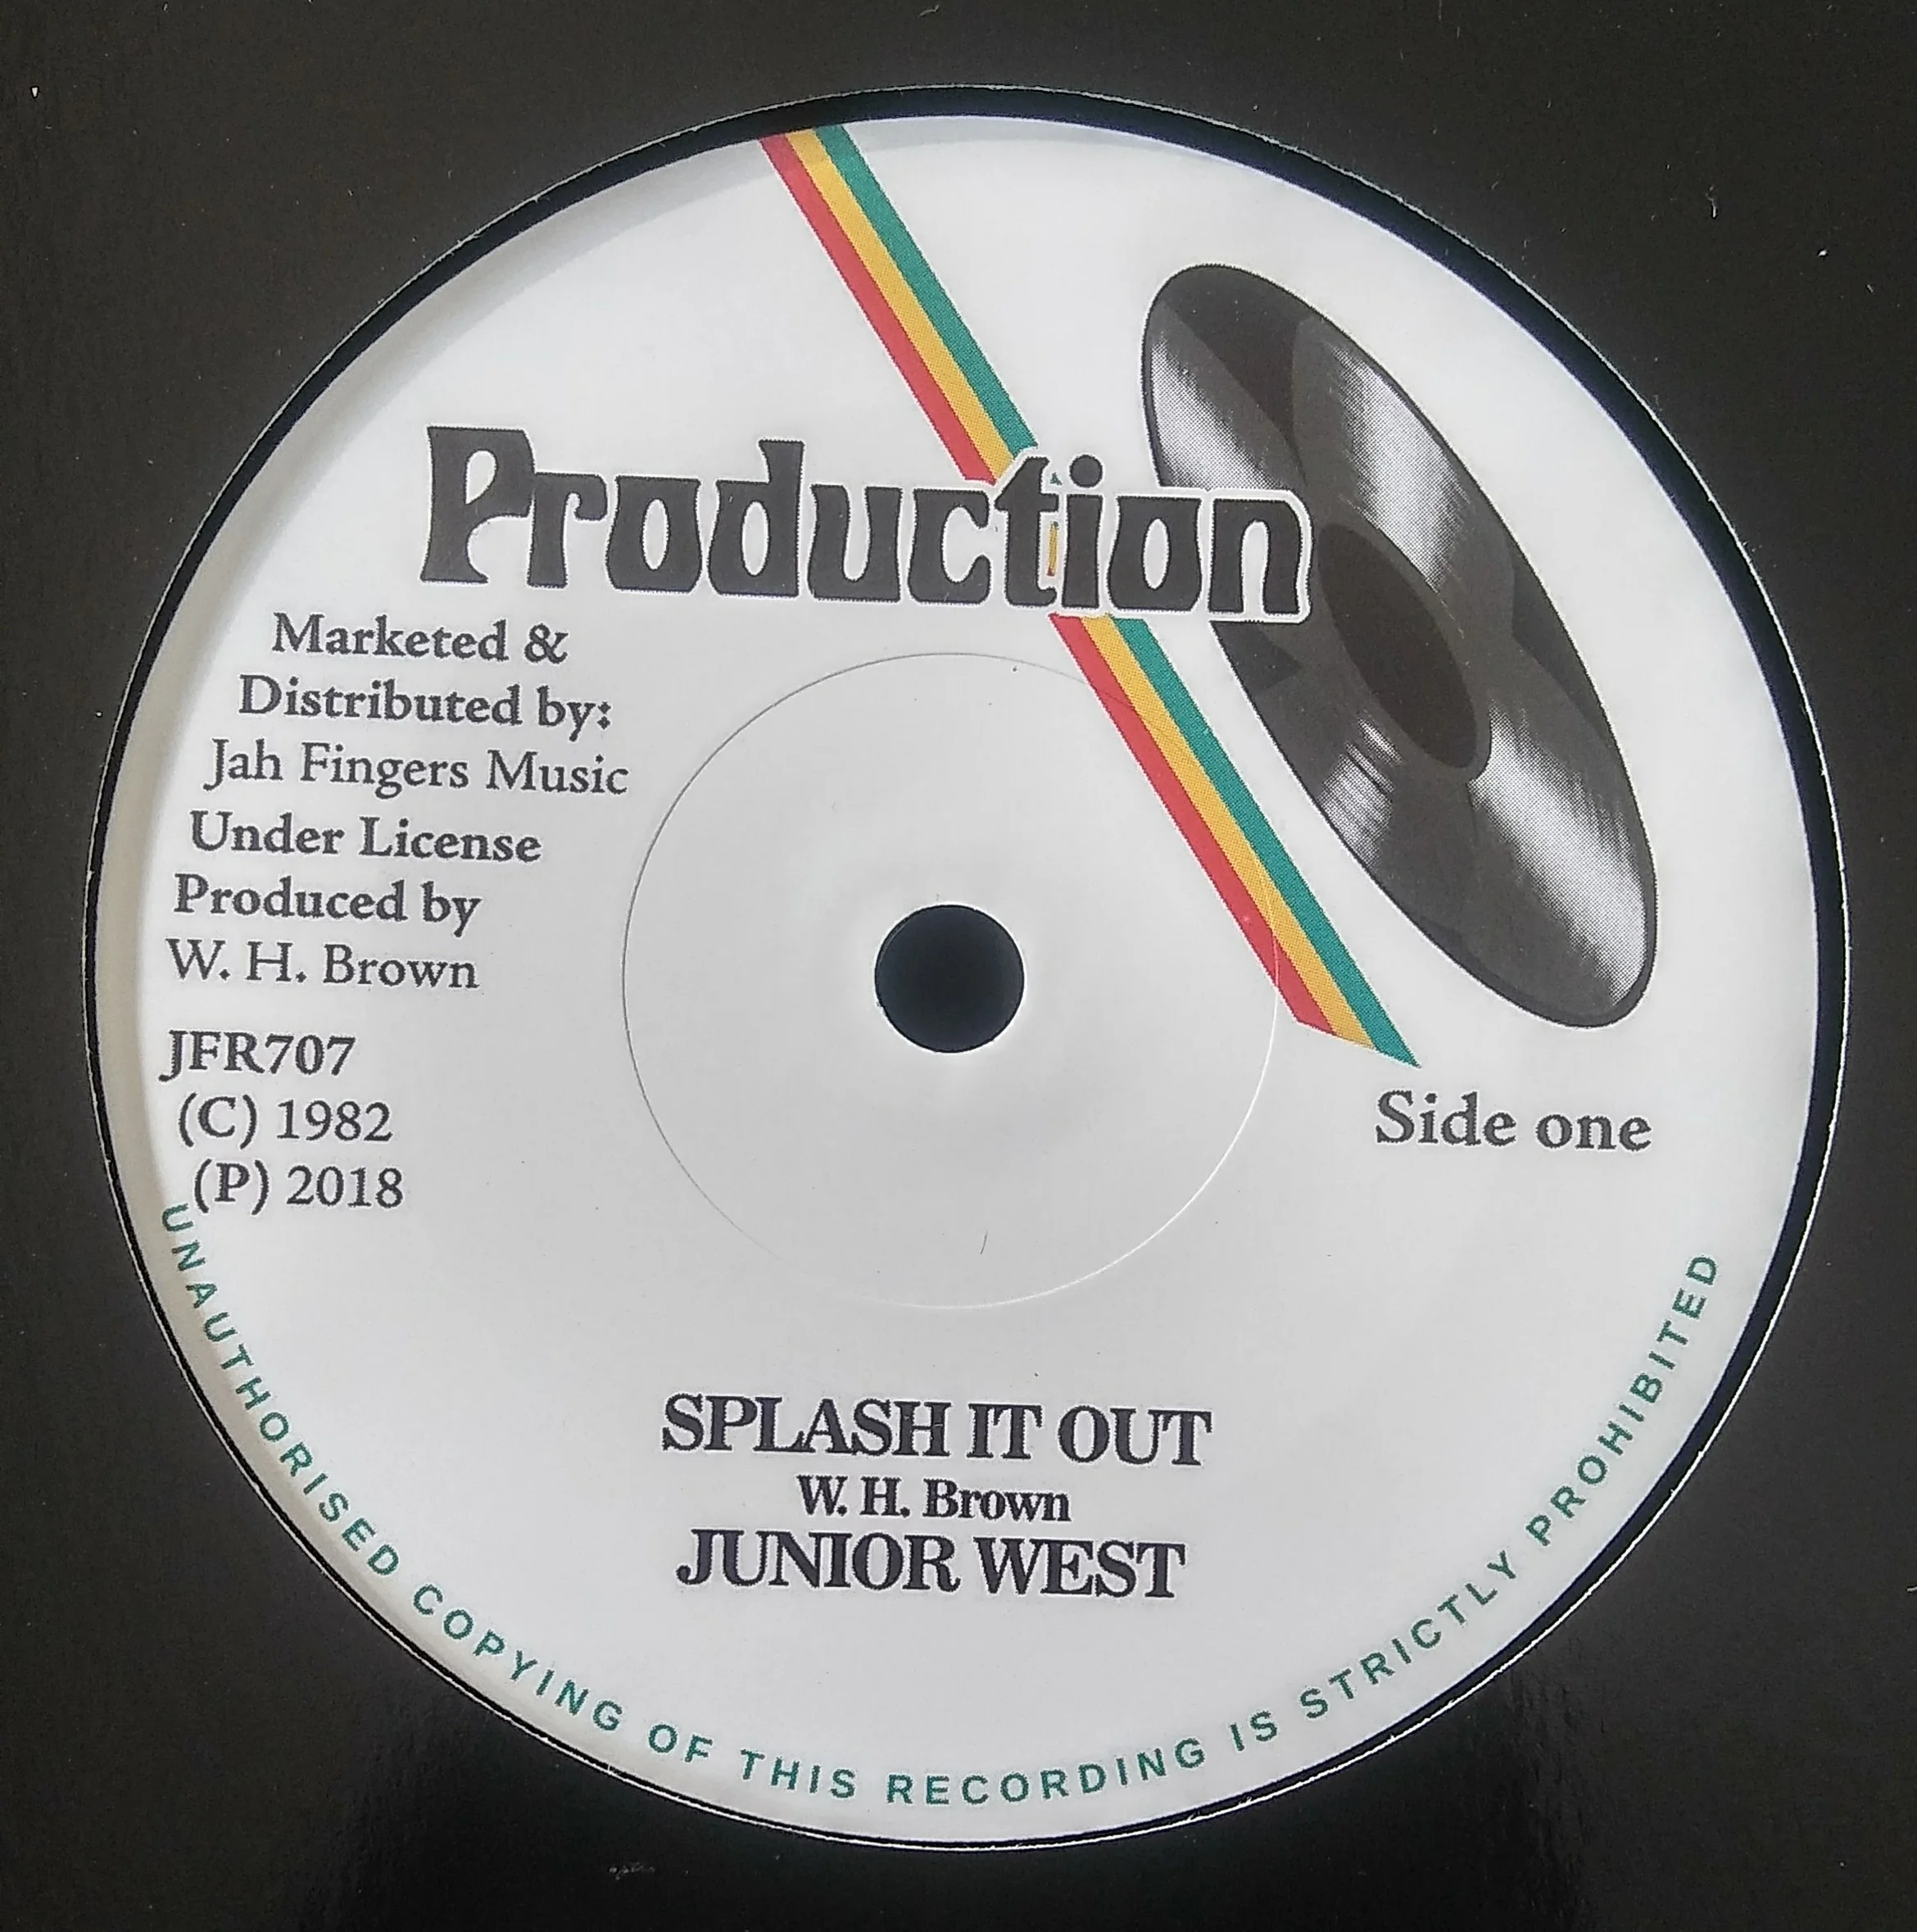 Production
Marketed &
Distributed by:
Jah Fingers Music
Under License
Produced by
W. H. Brown
JFR707
(C) 1982
(P) 2018
Side one
SPLASH IT OUT
W. H. Brown
JUNIOR WEST
UNAUTHORISED COPYING OF THIS RECORDING IS STRICTLY PROHIBITED